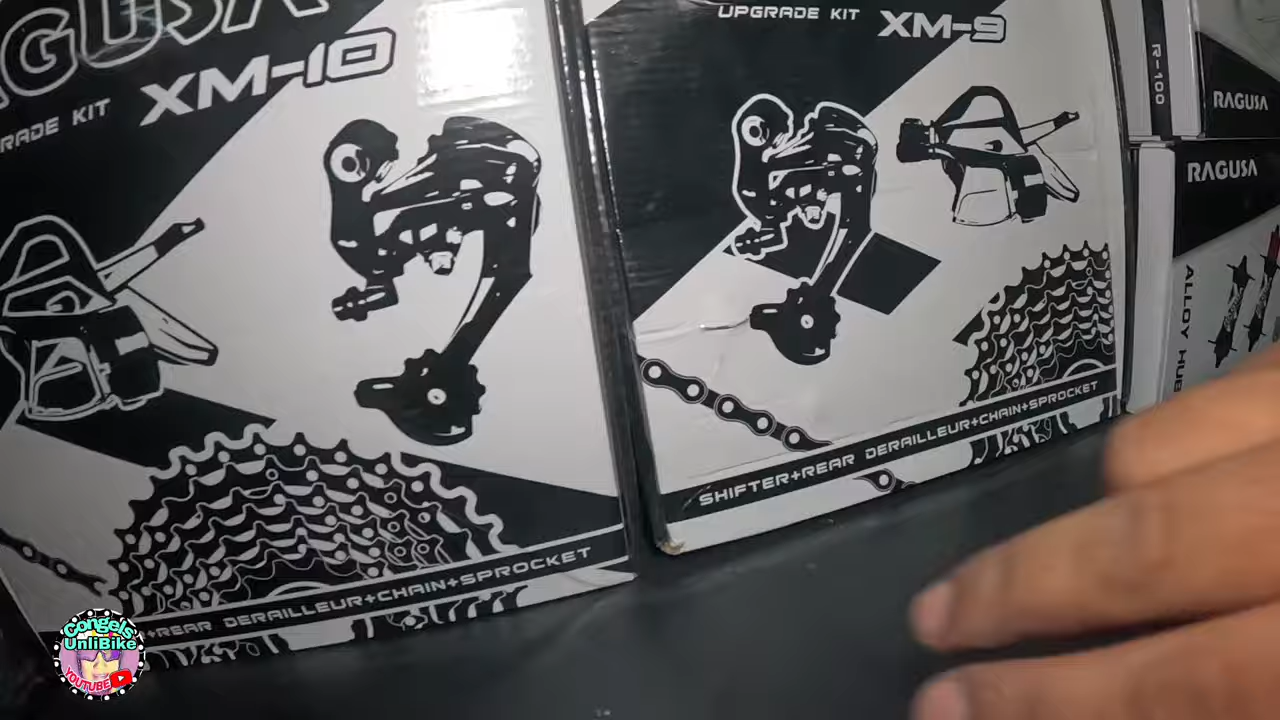 RAGUSA
XM-10
UPGRADE KIT
+REAR DERAILLEUR+CHAIN+SPROCKET
UPGRADE KIT XM-9
SHIFTER+REAR DERAILLEUR+CHAIN+SPROCKET
R-100
RAGUSA
RAGUSA
ALLOY HUB
Congels
UnliBike
YOUTUBE